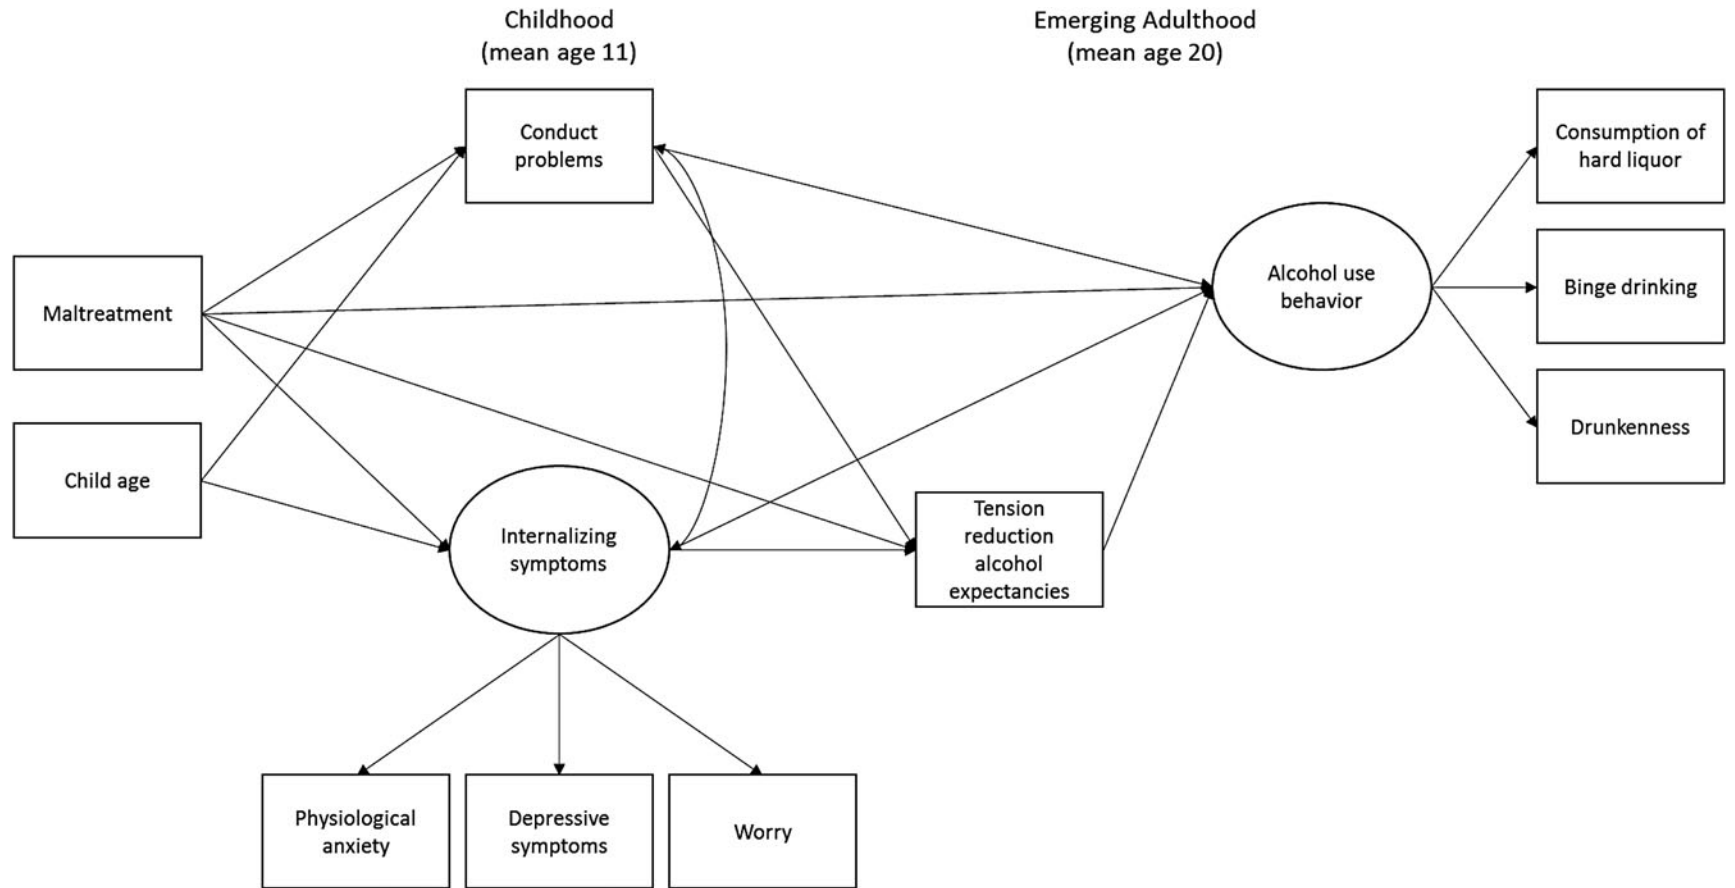 Childhood
(mean age 11)
Emerging Adulthood
(mean age 20)
Conduct
problems
Consumption of
hard liquor
Maltreatment
Alcohol use
behavior
Binge drinking
Child age
Drunkenness
Internalizing
symptoms
Tension
reduction
alcohol
expectancies
Physiological
anxiety
Depressive
symptoms
Worry